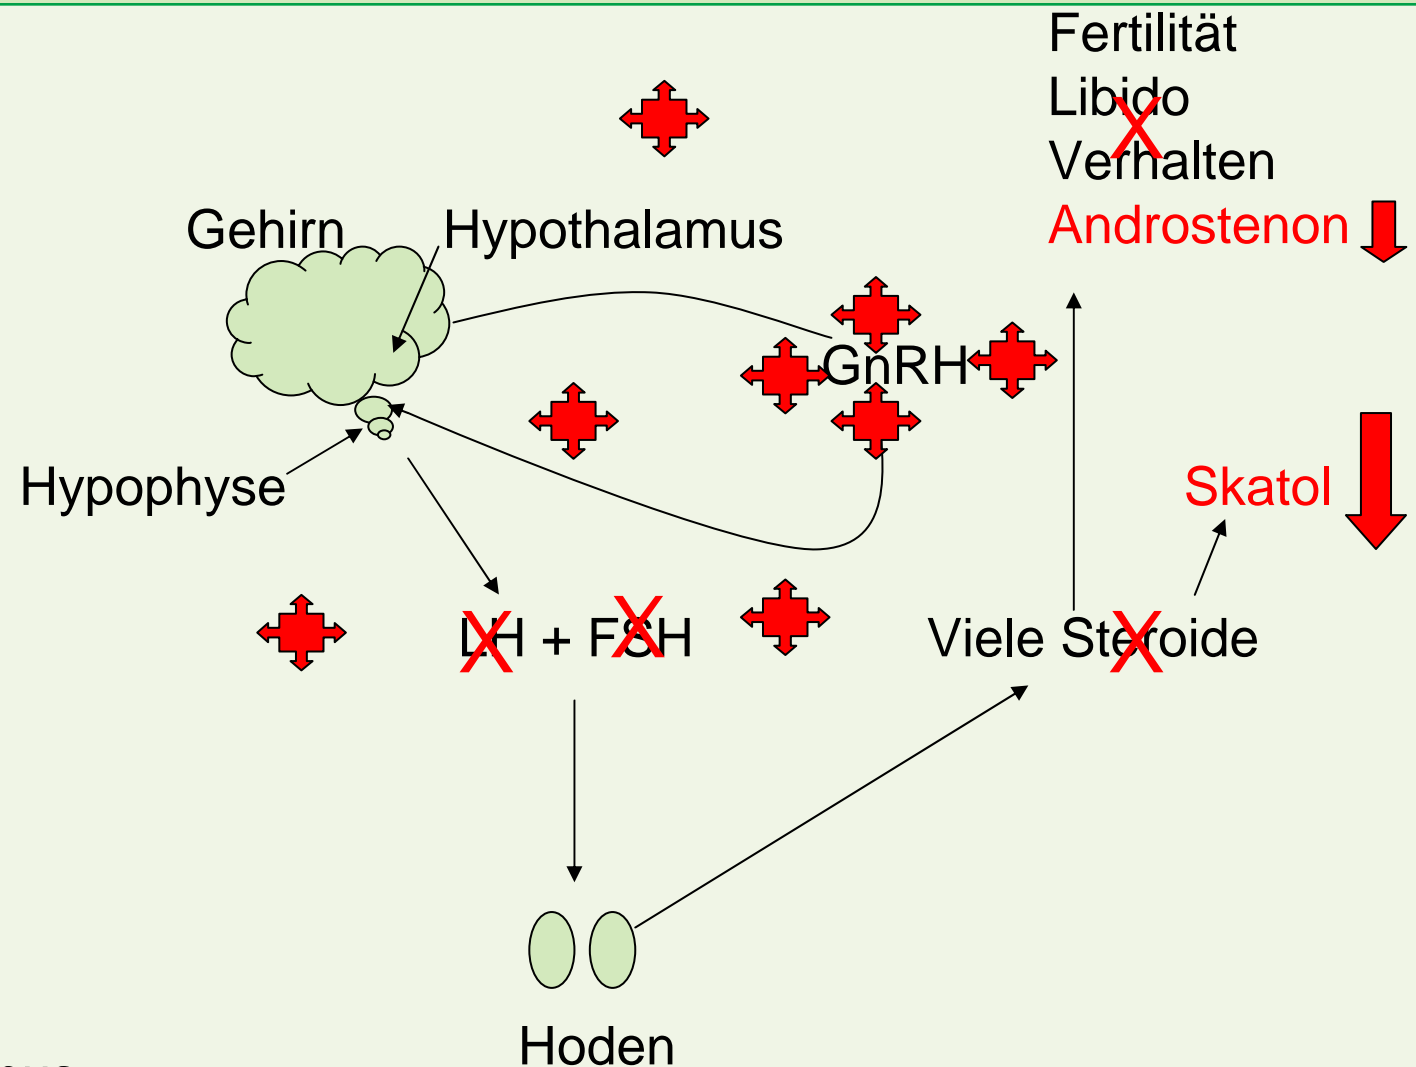 Fertilität
Libido
Verhalten
Androstenon
Gehirn
Hypothalamus
GnRH
Hypophyse
Skatol
LH + FSH
Viele Steroide
Hoden
X
X
X
X